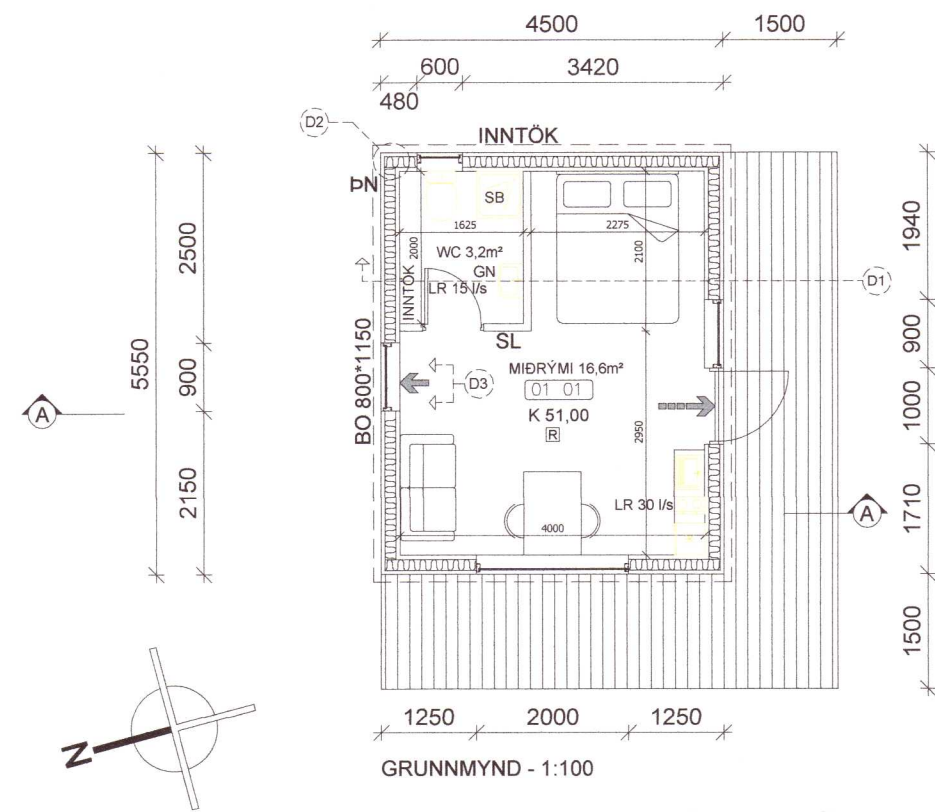 4500 1500
600 3420
480
D2
INNTÖK
ÞN
SB
1625 2275
2000
WC 3,2m²
2100
GN
LR 15 l/s
INNTÖK
D1
SL
MIÐRÝMI 16,6m²
01 01
D3
K 51,00
R
BO 800*1150
2950
LR 30 l/s
4000
5550
2500
900
2150
A
A
1940
900
1000
1710
1500
1250 2000 1250
N
GRUNNMYND - 1:100